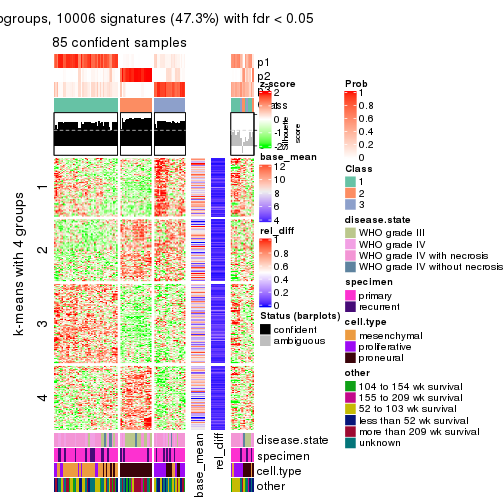 ogroups, 10006 signatures (47.3%) with fdr < 0.05
85 confident samples
p1
p2
p3
Class
silhouette
score
k-means with 4 groups
1
2
3
4
disease.state
specimen
cell.type
other
base_mean
rel_diff
z-score
2
1
0
-1
-2
base_mean
12
10
8
6
4
rel_diff
1
0.8
0.6
0.4
0.2
0
Status (barplots)
confident
ambiguous
Prob
1
0.8
0.6
0.4
0.2
0
Class
1
2
3
disease.state
WHO grade III
WHO grade IV
WHO grade IV with necrosis
WHO grade IV without necrosis
specimen
primary
recurrent
cell.type
mesenchymal
proliferative
proneural
other
104 to 154 wk survival
155 to 209 wk survival
52 to 103 wk survival
less than 52 wk survival
more than 209 wk survival
unknown